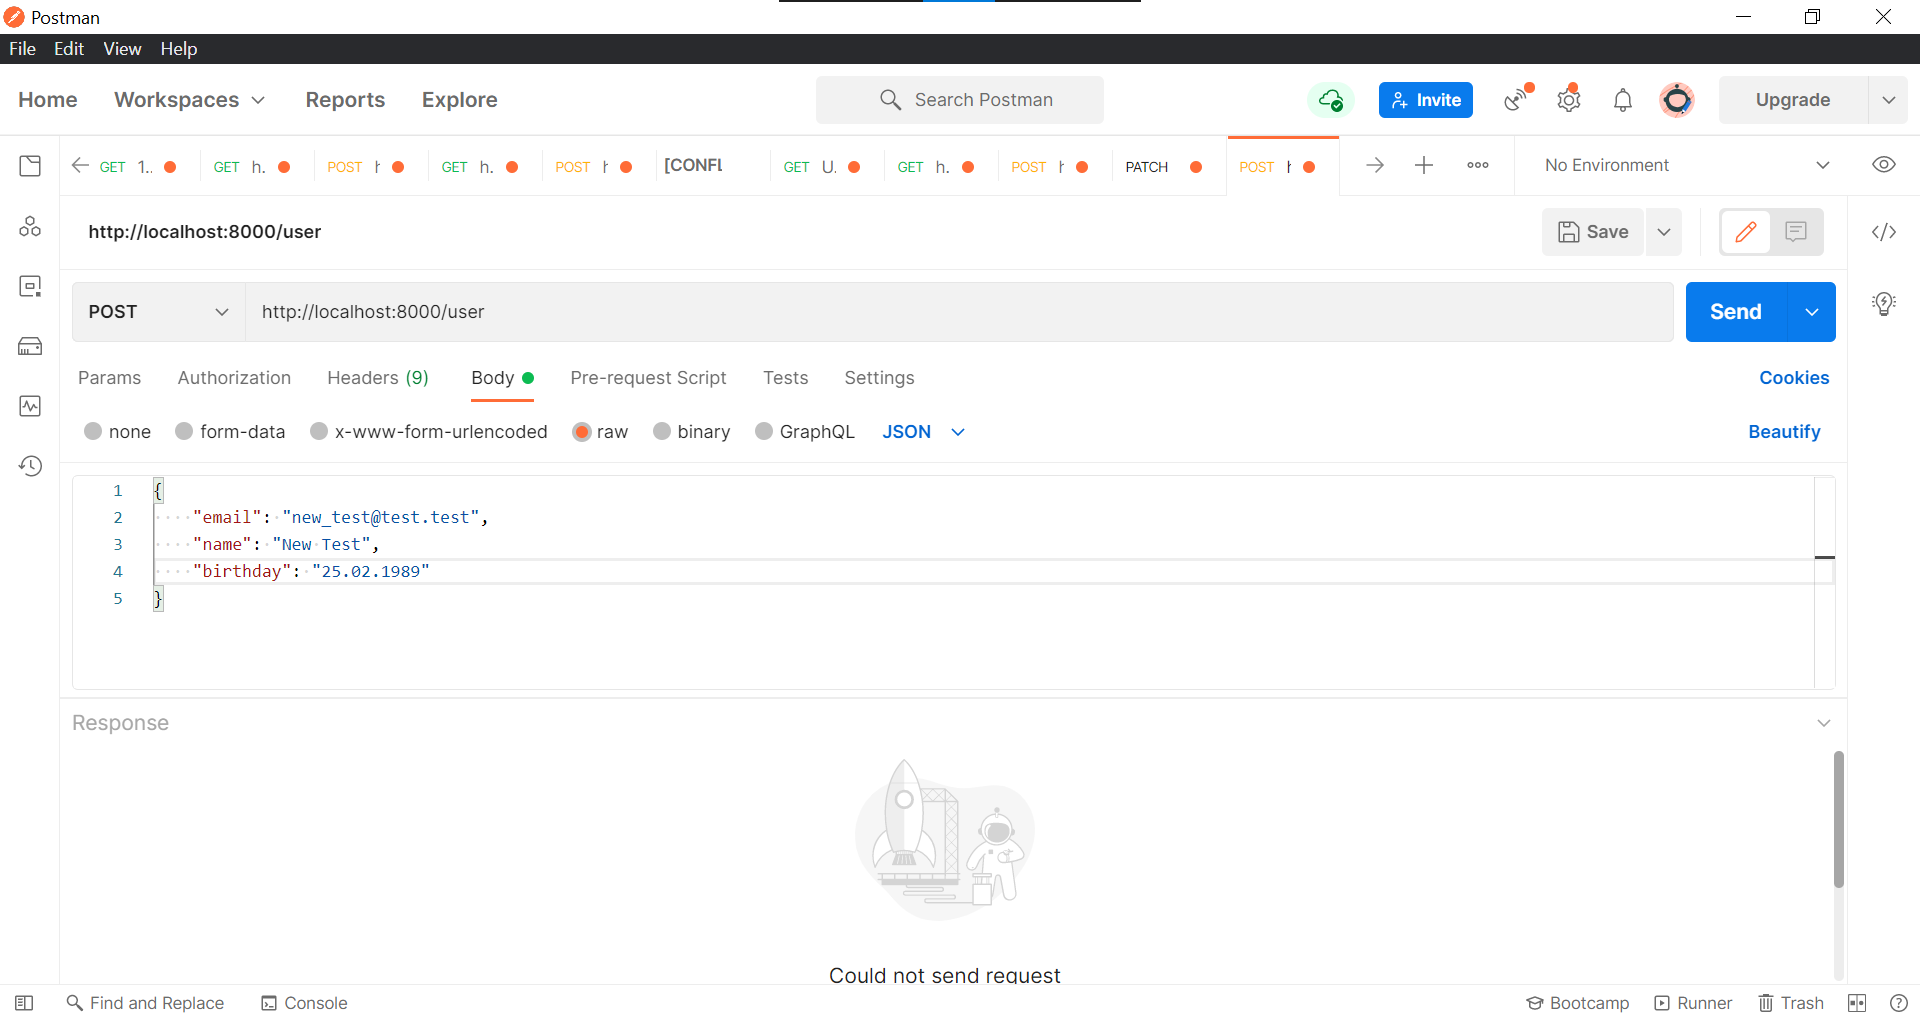 Postman
File Edit View Help
Home Workspaces Reports Explore Search Postman Invite Upgrade
GET 1.. GET h. POST GET h. POST [CONFL GET U. GET h. POST PATCH POST No Environment
http://localhost:8000/user Save
POST http://localhost:8000/user Send
Params Authorization Headers (9) Body Pre-request Script Tests Settings Cookies
none form-data x-www-form-urlencoded raw binary GraphQL JSON Beautify
1 {
2 "email": "new_test@test.test",
3 "name": "New Test",
4 "birthday": "25.02.1989"
5 }
Response
Could not send request
Find and Replace Console Bootcamp Runner Trash